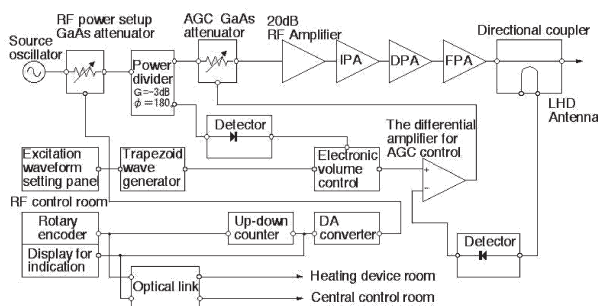 RF power setup
GaAs attenuator
Source
oscillator
AGC GaAs
attenuator
20dB
RF Amplifier
IPA
DPA
FPA
Directional coupler
Power
divider
G=-3dB
ϕ=180
LHD
Antenna
Detector
The differential
amplifier for
AGC control
Excitation
waveform
setting panel
Trapezoid
wave
generator
Electronic
volume
control
+
−
RF control room
Rotary
encoder
Display for
indication
Up-down
counter
DA
converter
Detector
Optical link
Heating device room
Central control room